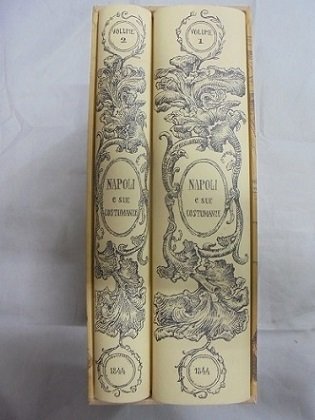 VOLUME
2
NAPOLI
e sue
COSTUMANZE
1844
VOLUME
1
NAPOLI
e sue
COSTUMANZE
1844